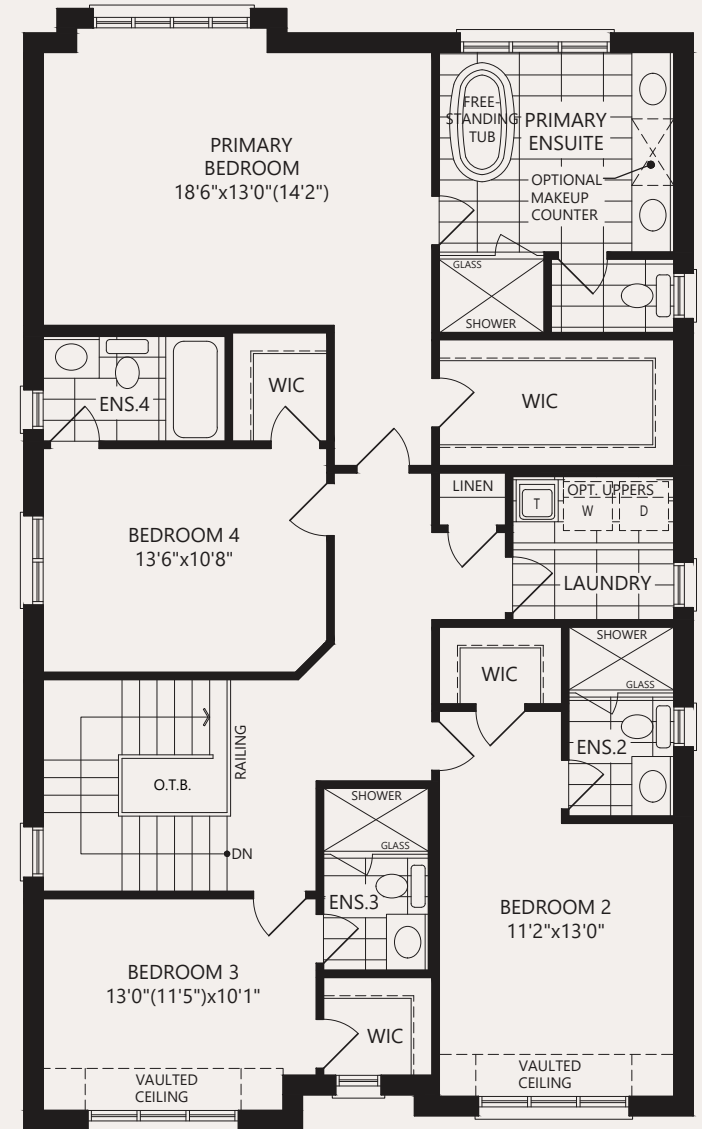 FREE-
STANDING
TUB
PRIMARY
ENSUITE
OPTIONAL
MAKEUP
COUNTER
PRIMARY
BEDROOM
18'6"x13'0"(14'2")
GLASS
SHOWER
ENS.4
WIC
WIC
LINEN
OPT. UPPERS
T
W
D
LAUNDRY
BEDROOM 4
13'6"x10'8"
SHOWER
GLASS
WIC
ENS.2
RAILING
O.T.B.
DN
SHOWER
GLASS
ENS.3
BEDROOM 2
11'2"x13'0"
BEDROOM 3
13'0"(11'5")x10'1"
WIC
VAULTED
CEILING
VAULTED
CEILING